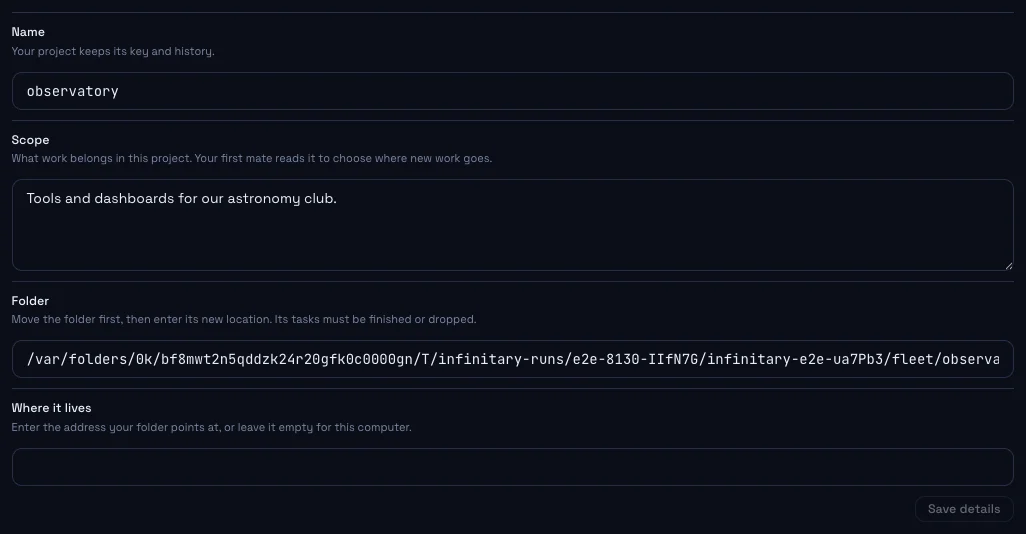 Name
Your project keeps its key and history.
observatory
Scope
What work belongs in this project. Your first mate reads it to choose where new work goes.
Tools and dashboards for our astronomy club.
Folder
Move the folder first, then enter its new location. Its tasks must be finished or dropped.
/var/folders/0k/bf8mwt2n5qddzk24r20gfk0c0000gn/T/infinitary-runs/e2e-8130-IIfN7G/infinitary-e2e-ua7Pb3/fleet/observa
Where it lives
Enter the address your folder points at, or leave it empty for this computer.
Save details